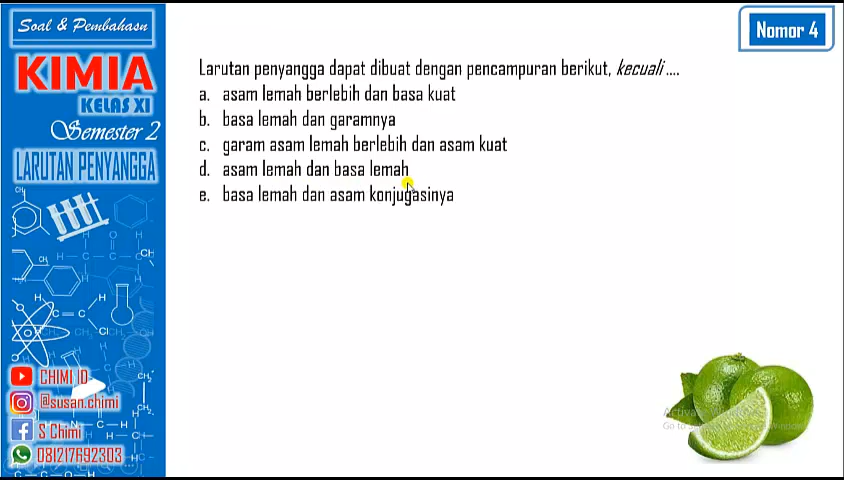 Soal & Pembahasn
KIMIA
KELAS XI
Semester 2
LARUTAN PENYANGGA
Nomor 4
Larutan penyangga dapat dibuat dengan pencampuran berikut, kecuali ....
a. asam lemah berlebih dan basa kuat
b. basa lemah dan garamnya
c. garam asam lemah berlebih dan asam kuat
d. asam lemah dan basa lemah
e. basa lemah dan asam konjugasinya
CHIMI ID
@susan.chimi
S Chimi
081217692303